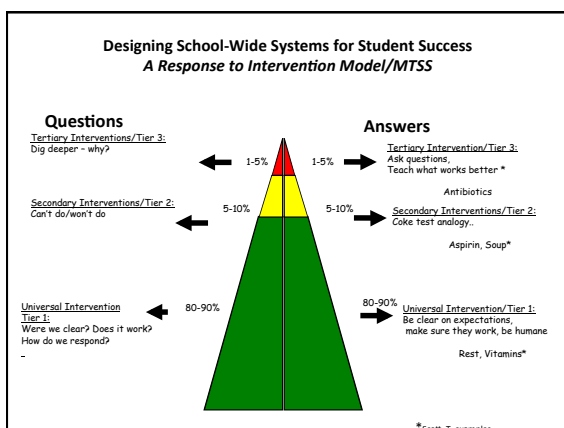 Designing School-Wide Systems for Student Success
A Response to Intervention Model/MTSS
Questions
Tertiary Interventions/Tier 3:
Dig deeper – why?
1-5%
Secondary Interventions/Tier 2:
Can't do/won't do
5-10%
Universal Intervention
Tier 1:
Were we clear? Does it work?
How do we respond?
80-90%
Answers
1-5%
Tertiary Intervention/Tier 3:
Ask questions,
Teach what works better *
Antibiotics
5-10%
Secondary Interventions/Tier 2:
Coke test analogy..
Aspirin, Soup*
80-90%
Universal Intervention/Tier 1:
Be clear on expectations,
make sure they work, be humane
Rest, Vitamins*